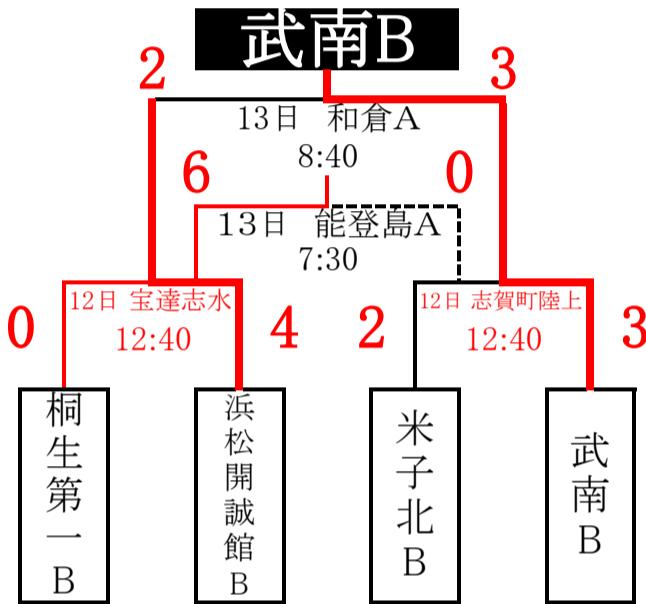 武南B
2
3
13日 和倉A
8:40
6
0
13日 能登島A
7:30
12日 宝達志水
12:40
12日 志賀町陸上
12:40
0
4
2
3
桐生第一B
浜松開誠館B
米子北B
武南B